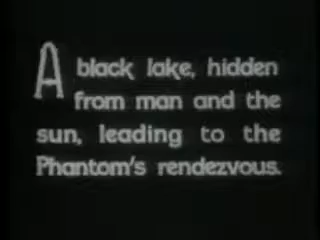 A black lake, hidden
from man and the
sun, leading to the
Phantom's rendezvous.